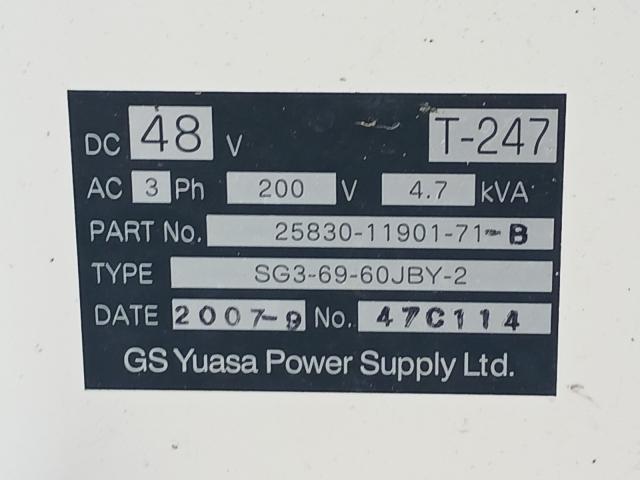 DC 48 V T-247
AC 3 Ph 200 V 4.7 kVA
PART No. 25830-11901-71-B
TYPE SG3-69-60JBY-2
DATE 2007-9 No. 47C114
GS Yuasa Power Supply Ltd.